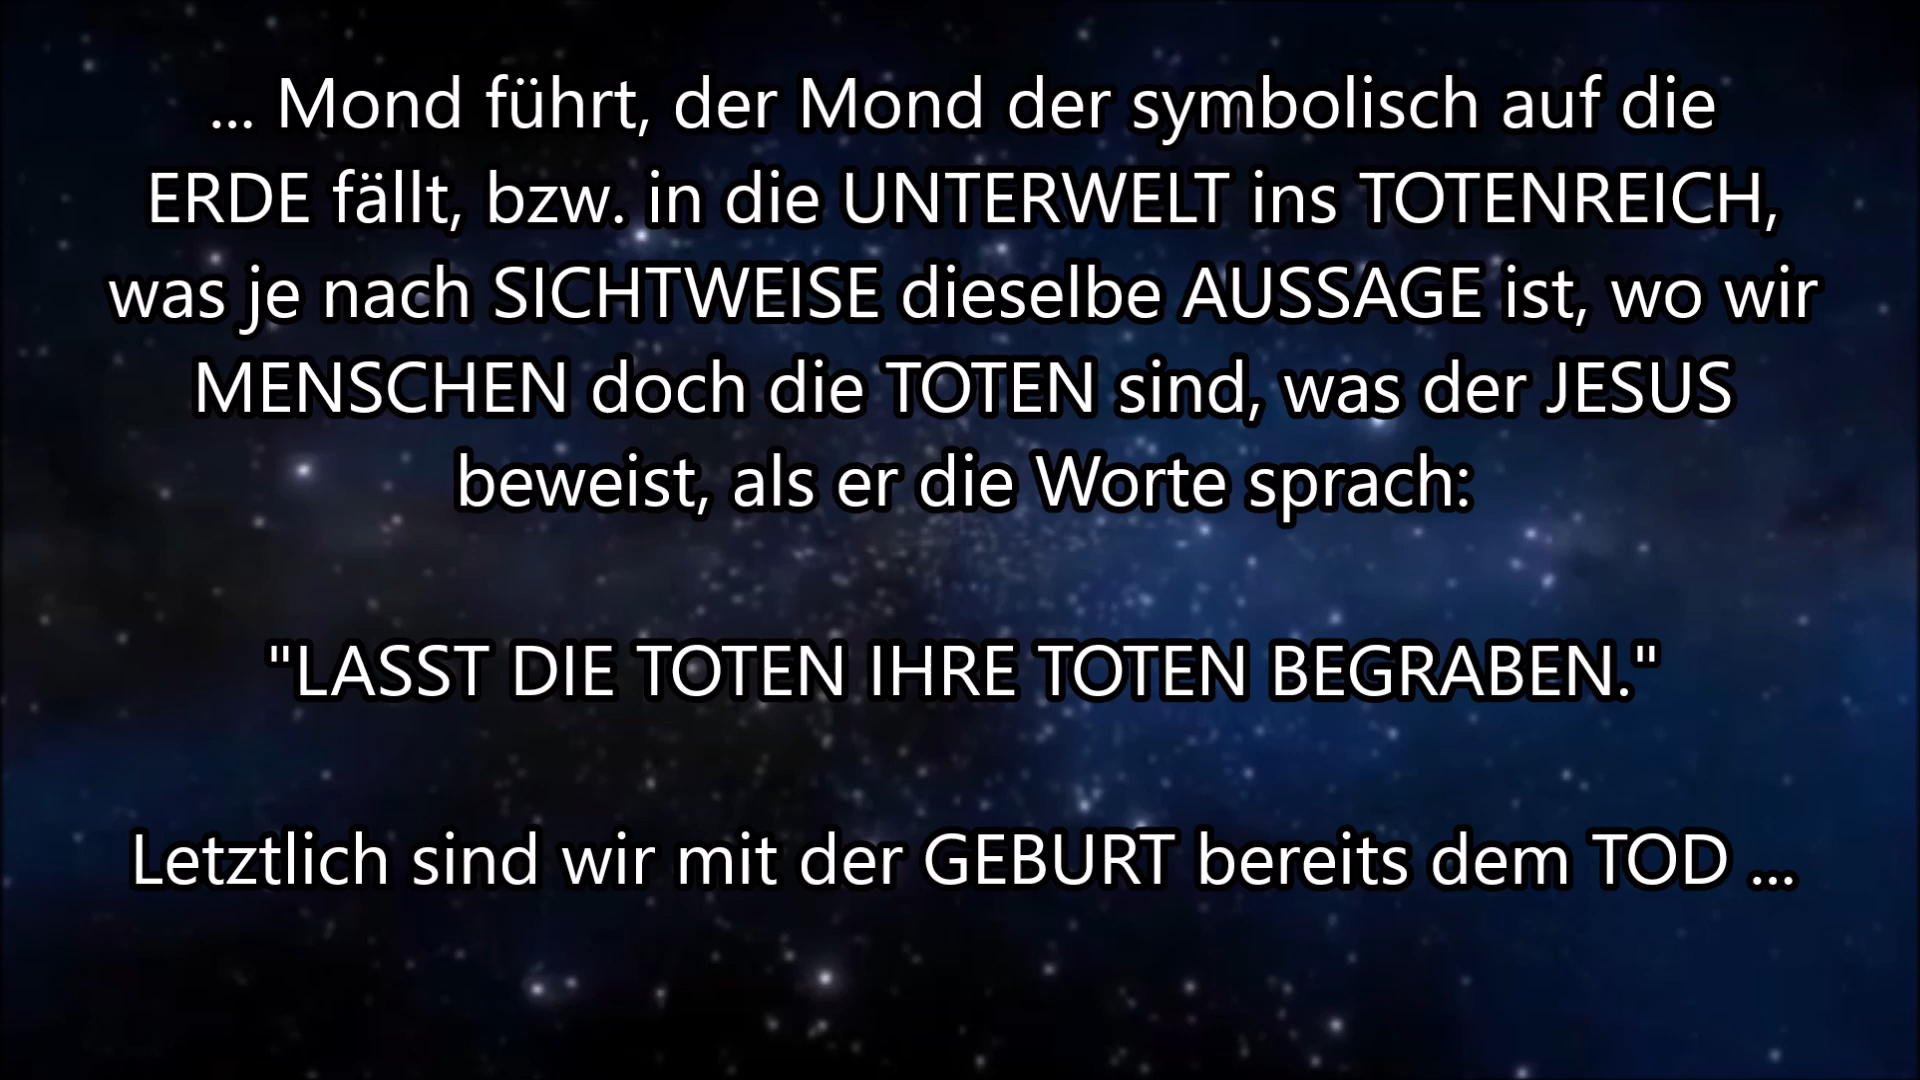 ... Mond führt, der Mond der symbolisch auf die
ERDE fällt, bzw. in die UNTERWELT ins TOTENREICH,
was je nach SICHTWEISE dieselbe AUSSAGE ist, wo wir
MENSCHEN doch die TOTEN sind, was der JESUS
beweist, als er die Worte sprach:
"LASST DIE TOTEN IHRE TOTEN BEGRABEN."
Letztlich sind wir mit der GEBURT bereits dem TOD ...